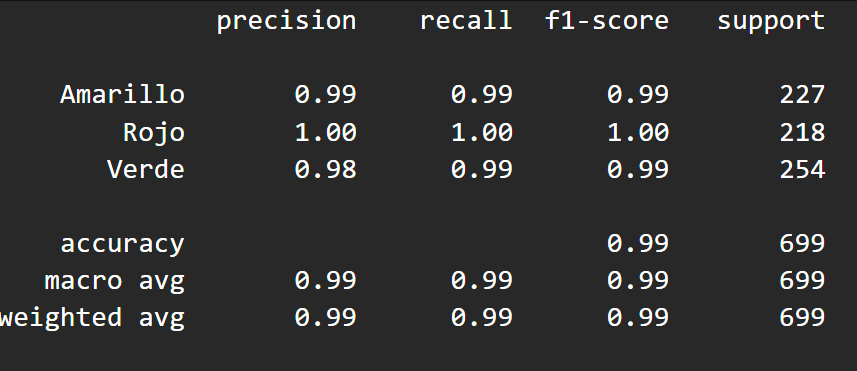 precision recall f1-score support
Amarillo 0.99 0.99 0.99 227
Rojo 1.00 1.00 1.00 218
Verde 0.98 0.99 0.99 254
accuracy 0.99 699
macro avg 0.99 0.99 0.99 699
weighted avg 0.99 0.99 0.99 699